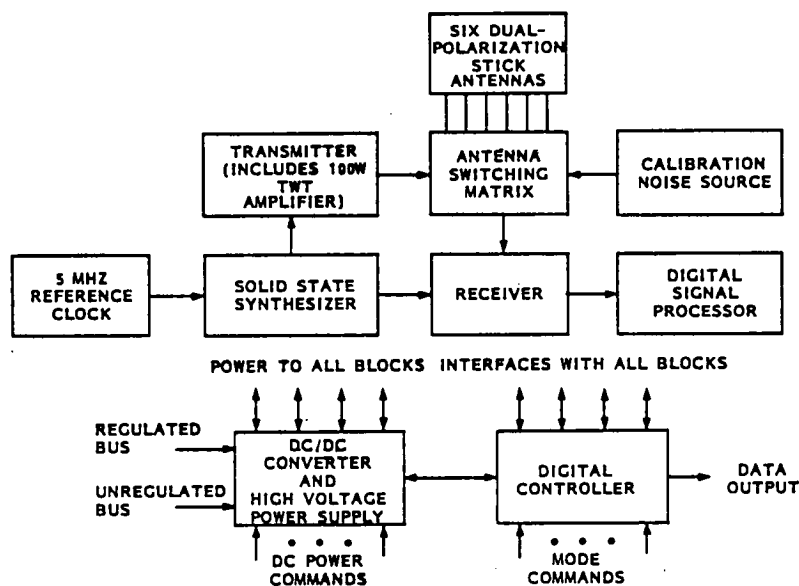 SIX DUAL-
POLARIZATION
STICK
ANTENNAS
TRANSMITTER
(INCLUDES 100W
TWT
AMPLIFIER)
ANTENNA
SWITCHING
MATRIX
CALIBRATION
NOISE SOURCE
5 MHZ
REFERENCE
CLOCK
SOLID STATE
SYNTHESIZER
RECEIVER
DIGITAL
SIGNAL
PROCESSOR
POWER TO ALL BLOCKS
INTERFACES WITH ALL BLOCKS
REGULATED
BUS
UNREGULATED
BUS
DC/DC
CONVERTER
AND
HIGH VOLTAGE
POWER SUPPLY
DIGITAL
CONTROLLER
DATA
OUTPUT
DC POWER
COMMANDS
MODE
COMMANDS